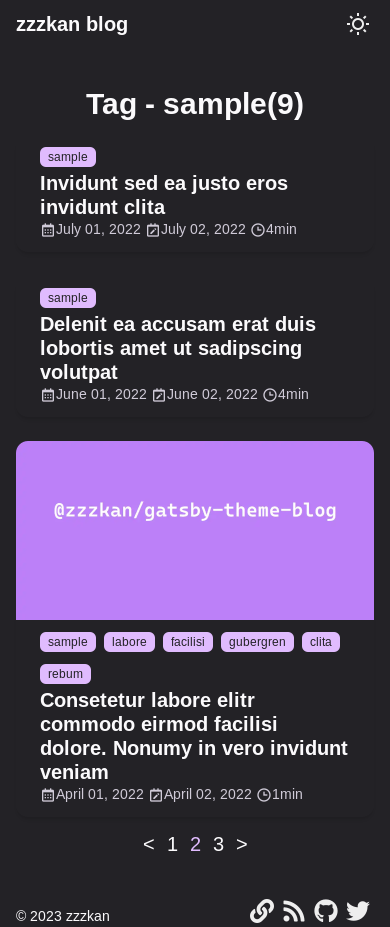 zzzkan blog
Tag - sample(9)
sample
Invidunt sed ea justo eros
invidunt clita
July 01, 2022 July 02, 2022 4min
sample
Delenit ea accusam erat duis
lobortis amet ut sadipscing
volutpat
June 01, 2022 June 02, 2022 4min
@zzzkan/gatsby-theme-blog
sample labore facilisi gubergren clita
rebum
Consetetur labore elitr
commodo eirmod facilisi
dolore. Nonumy in vero invidunt
veniam
April 01, 2022 April 02, 2022 1min
< 1 2 3 >
© 2023 zzzkan